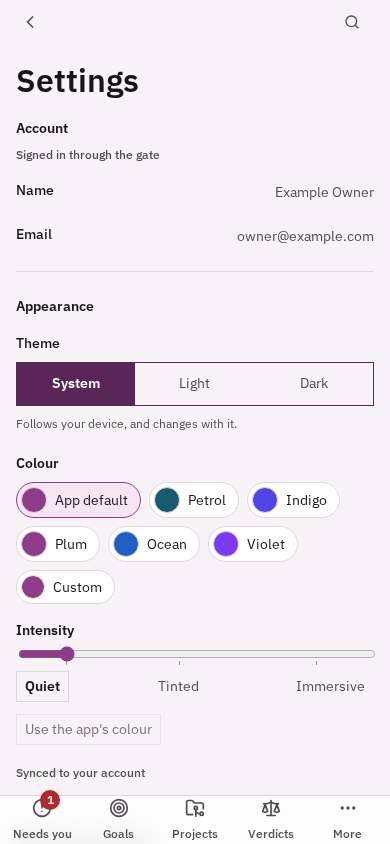 Settings
Account
Signed in through the gate
Name Example Owner
Email owner@example.com
Appearance
Theme
System Light Dark
Follows your device, and changes with it.
Colour
App default Petrol Indigo
Plum Ocean Violet
Custom
Intensity
Quiet Tinted Immersive
Use the app's colour
Synced to your account
1
Needs you Goals Projects Verdicts More